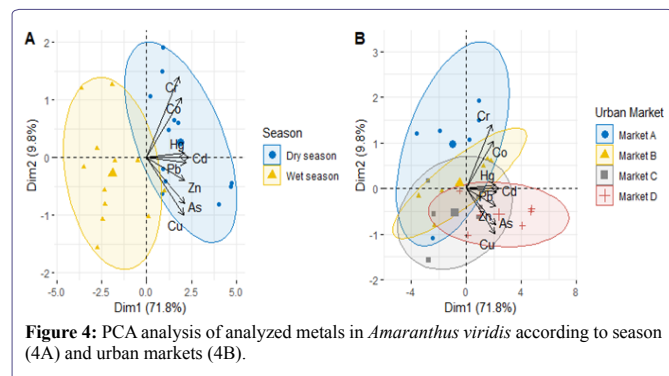 A
B
2
1
0
-1
-2
Dim2 (9.8%)
Cr
Co
Hg
Cd
Pb
Zn
As
Cu
-5.0
-2.5
0.0
2.5
5.0
Dim1 (71.8%)
Season
Dry season
Wet season
3
2
1
0
-1
-2
Dim2 (9.8%)
Cr
Co
Hg
Cd
Pb
Zn
As
Cu
-4
0
4
8
Dim1 (71.8%)
Urban Market
Market A
Market B
Market C
Market D
Figure 4: PCA analysis of analyzed metals in Amaranthus viridis according to season
(4A) and urban markets (4B).